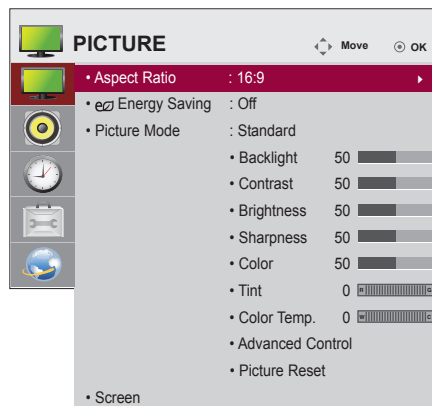 PICTURE Move OK
• Aspect Ratio : 16:9
• Energy Saving : Off
• Picture Mode : Standard
• Backlight 50
• Contrast 50
• Brightness 50
• Sharpness 50
• Color 50
• Tint 0 R G
• Color Temp. 0 W C
• Advanced Control
• Picture Reset
• Screen